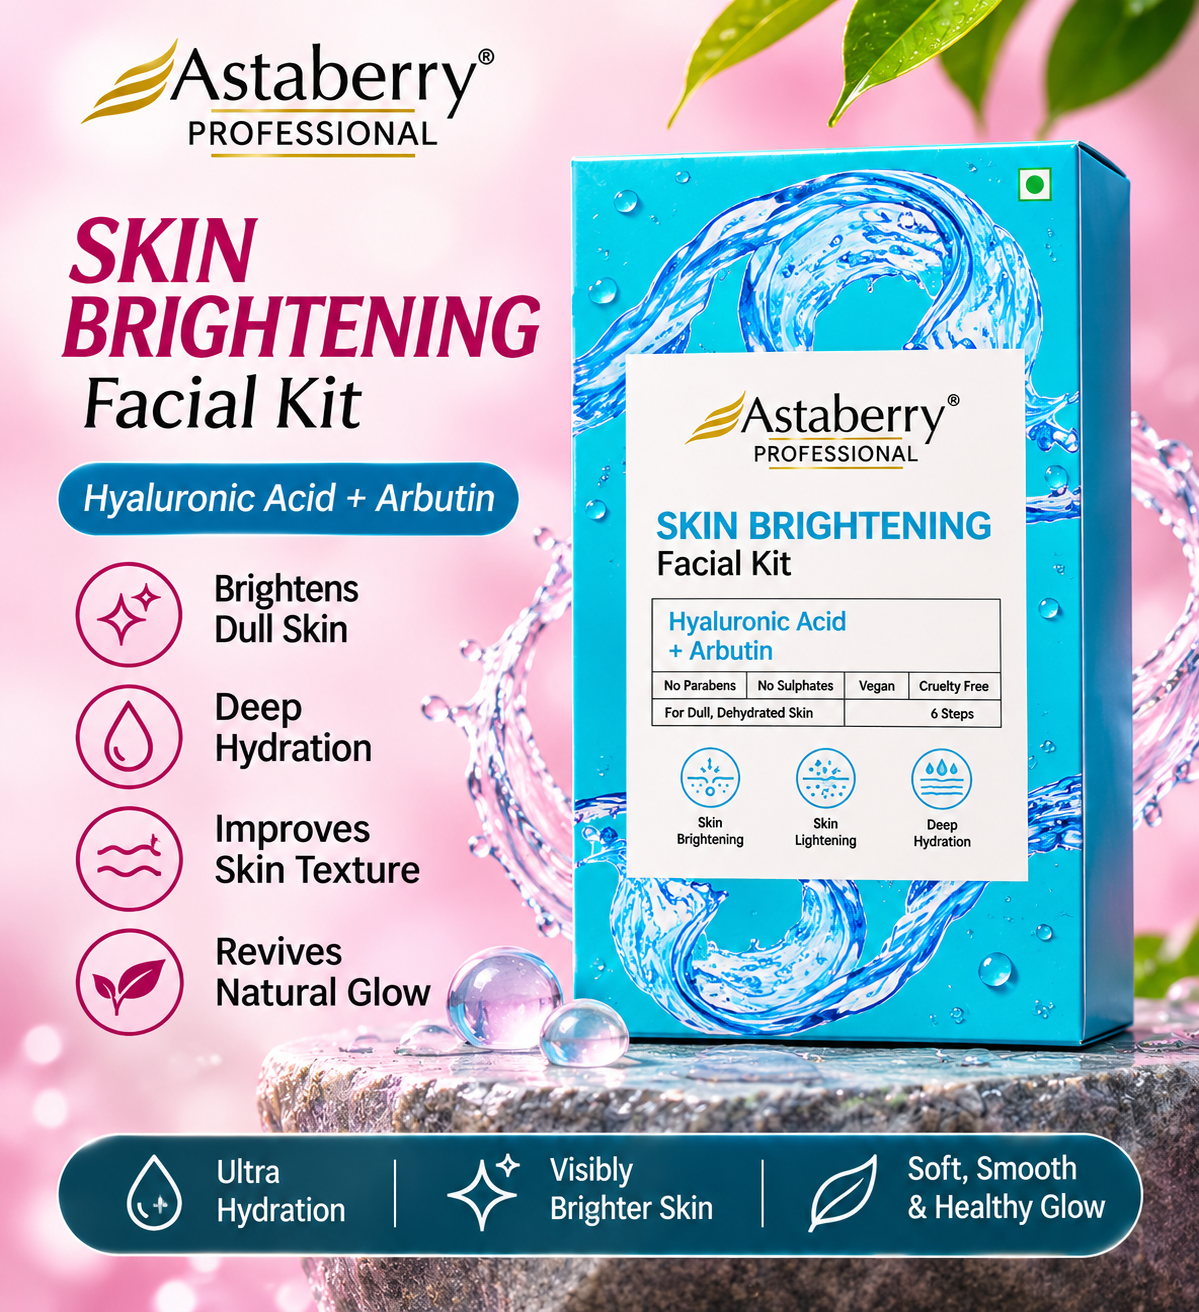 Astaberry®
PROFESSIONAL
SKIN
BRIGHTENING
Facial Kit
Hyaluronic Acid + Arbutin
Brightens
Dull Skin
Deep
Hydration
Improves
Skin Texture
Revives
Natural Glow
Astaberry®
PROFESSIONAL
SKIN BRIGHTENING
Facial Kit
Hyaluronic Acid
+ Arbutin
No Parabens No Sulphates Vegan Cruelty Free
For Dull, Dehydrated Skin 6 Steps
Skin
Brightening
Skin
Lightening
Deep
Hydration
Ultra
Hydration
Visibly
Brighter Skin
Soft, Smooth
& Healthy Glow